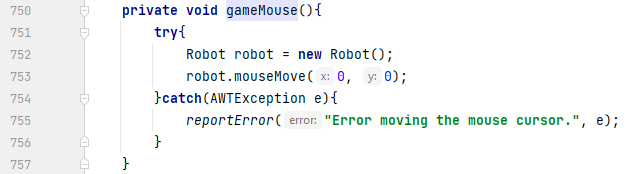 750 private void gameMouse(){
751 try{
752 Robot robot = new Robot();
753 robot.mouseMove( x: 0, y: 0);
754 }catch(AWTException e){
755 reportError( error: "Error moving the mouse cursor.", e);
756 }
757 }